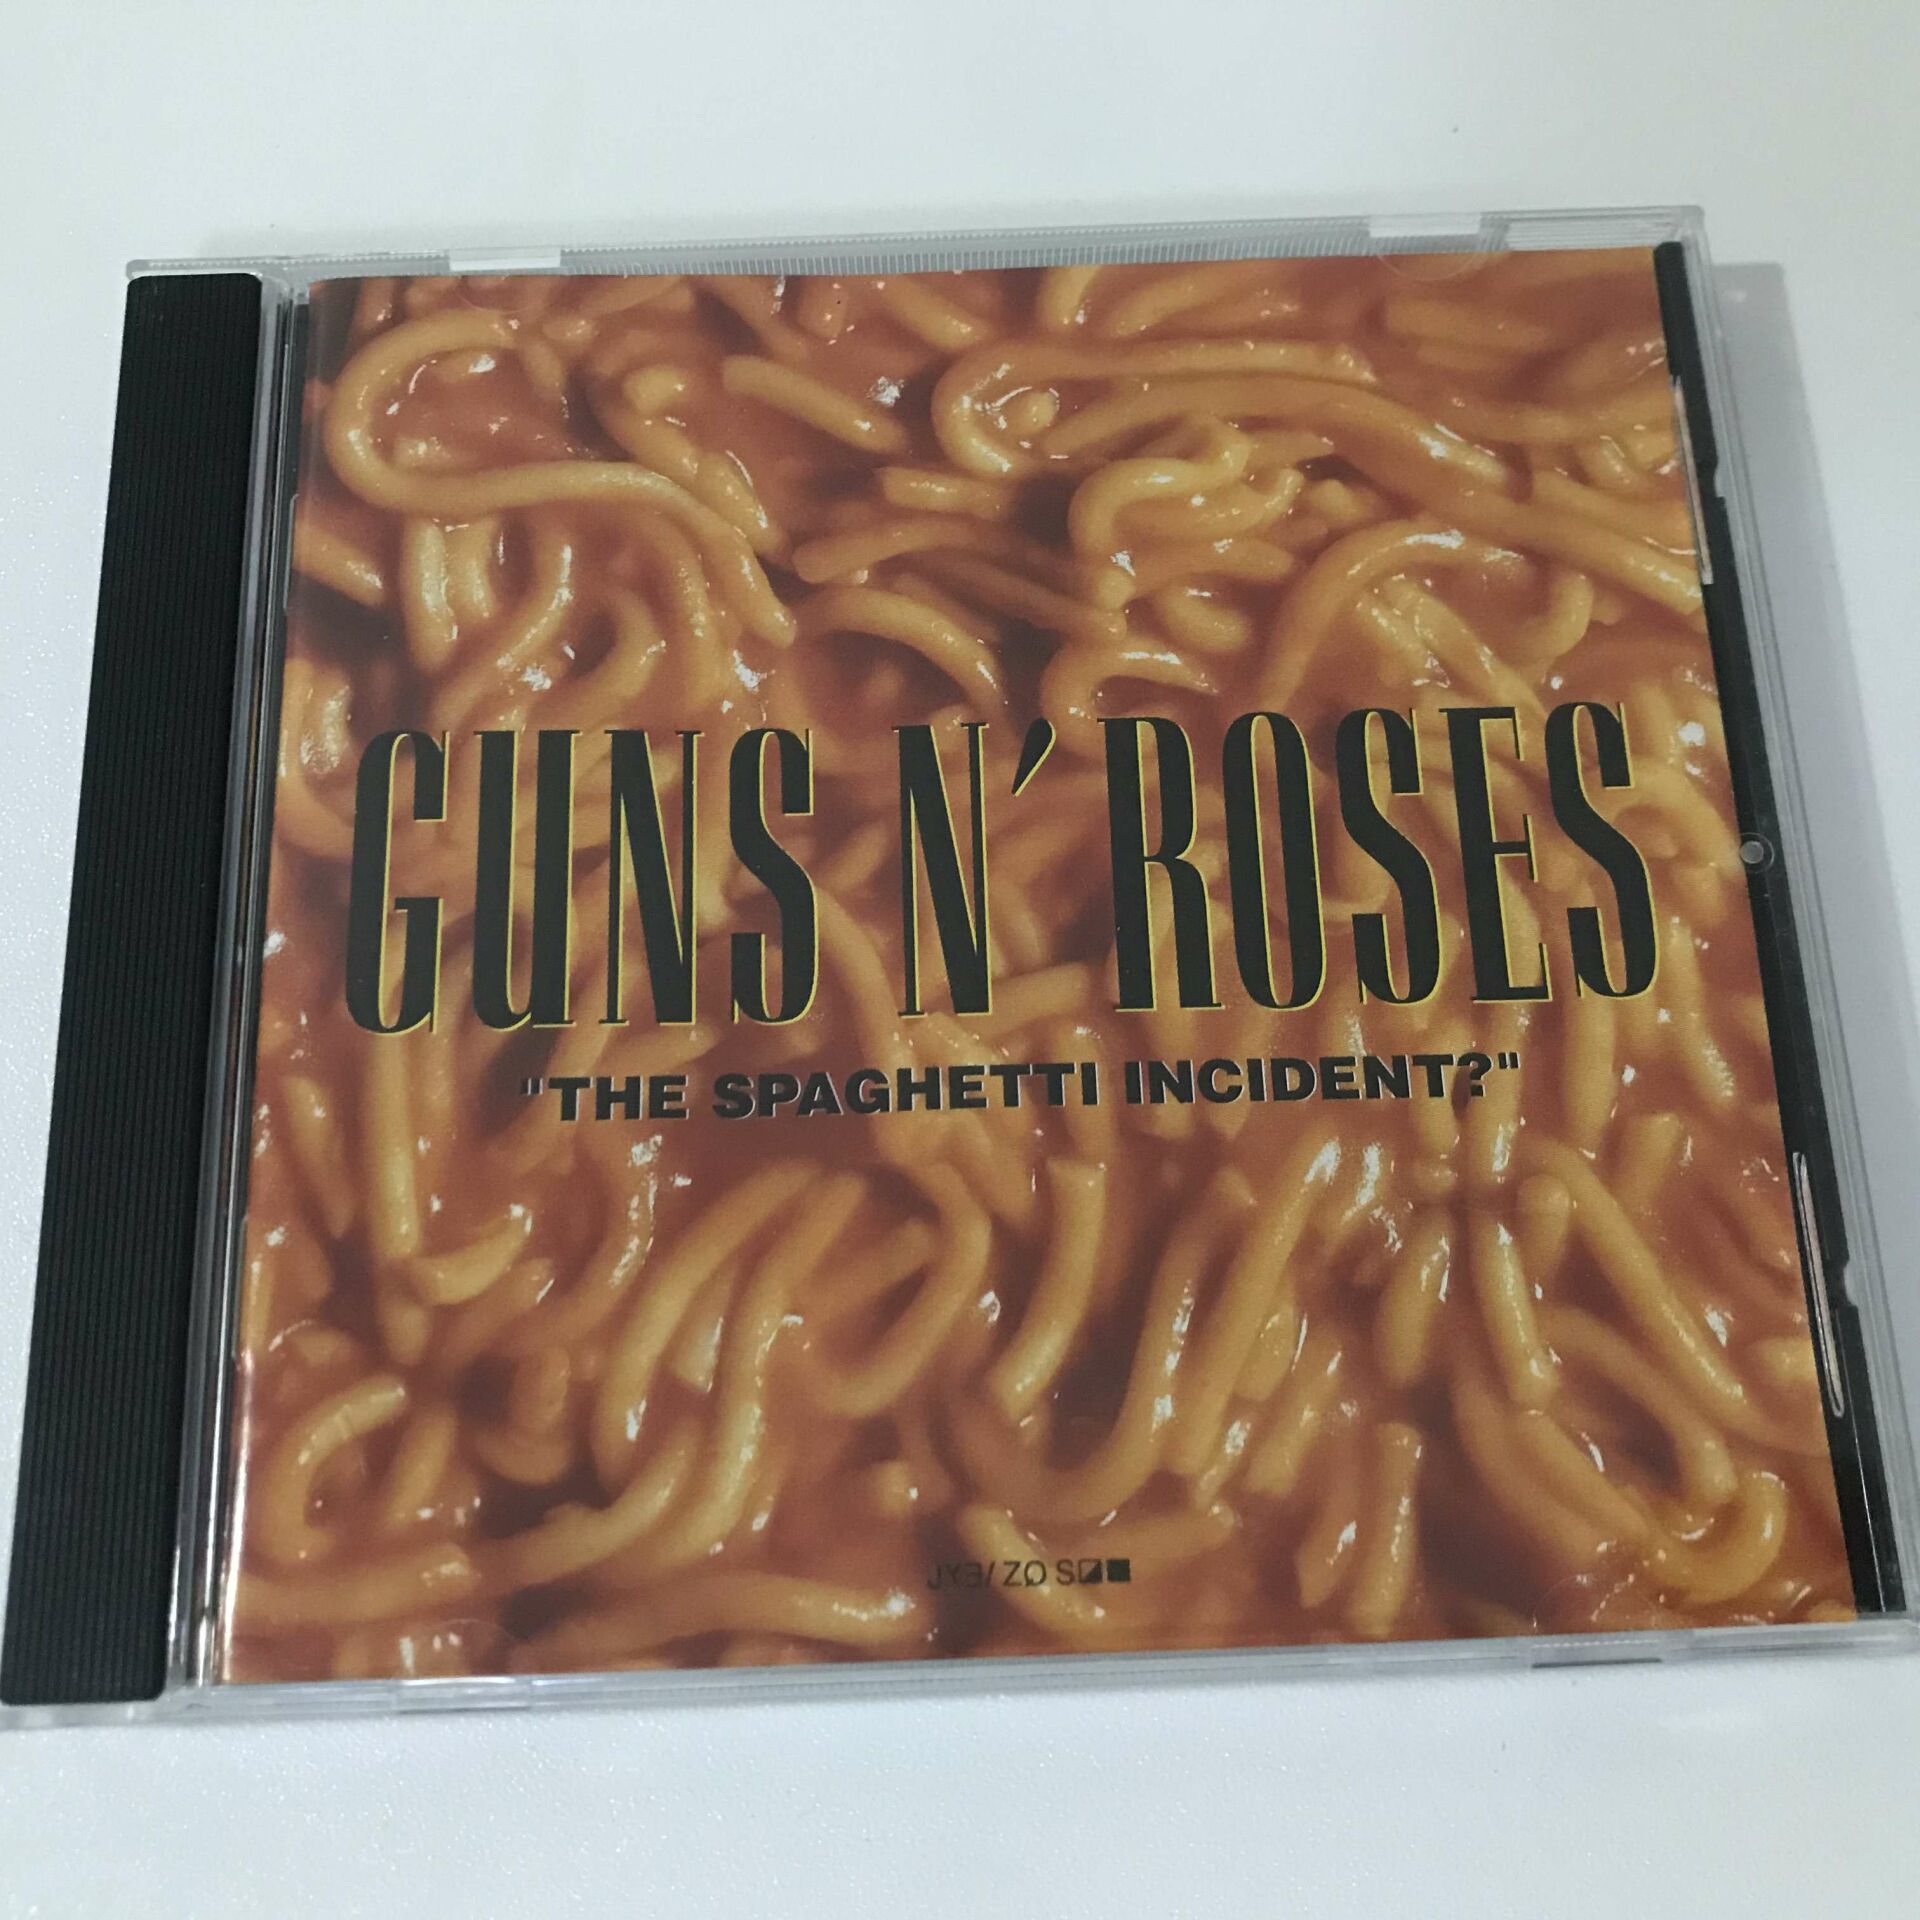 GUNS N' ROSES
"THE SPAGHETTI INCIDENT?"